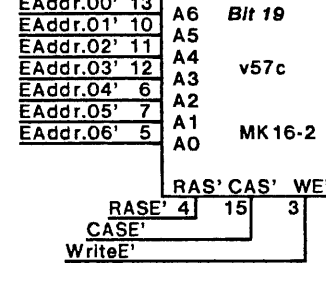 EAddr.00' 13 A6 Bit 19
EAddr.01' 10 A5
EAddr.02' 11 A4
EAddr.03' 12 A3 v57c
EAddr.04' 6 A2
EAddr.05' 7 A1
EAddr.06' 5 A0 MK16-2
RAS' CAS' WE'
RASE' 4 15 3
CASE'
WriteE'